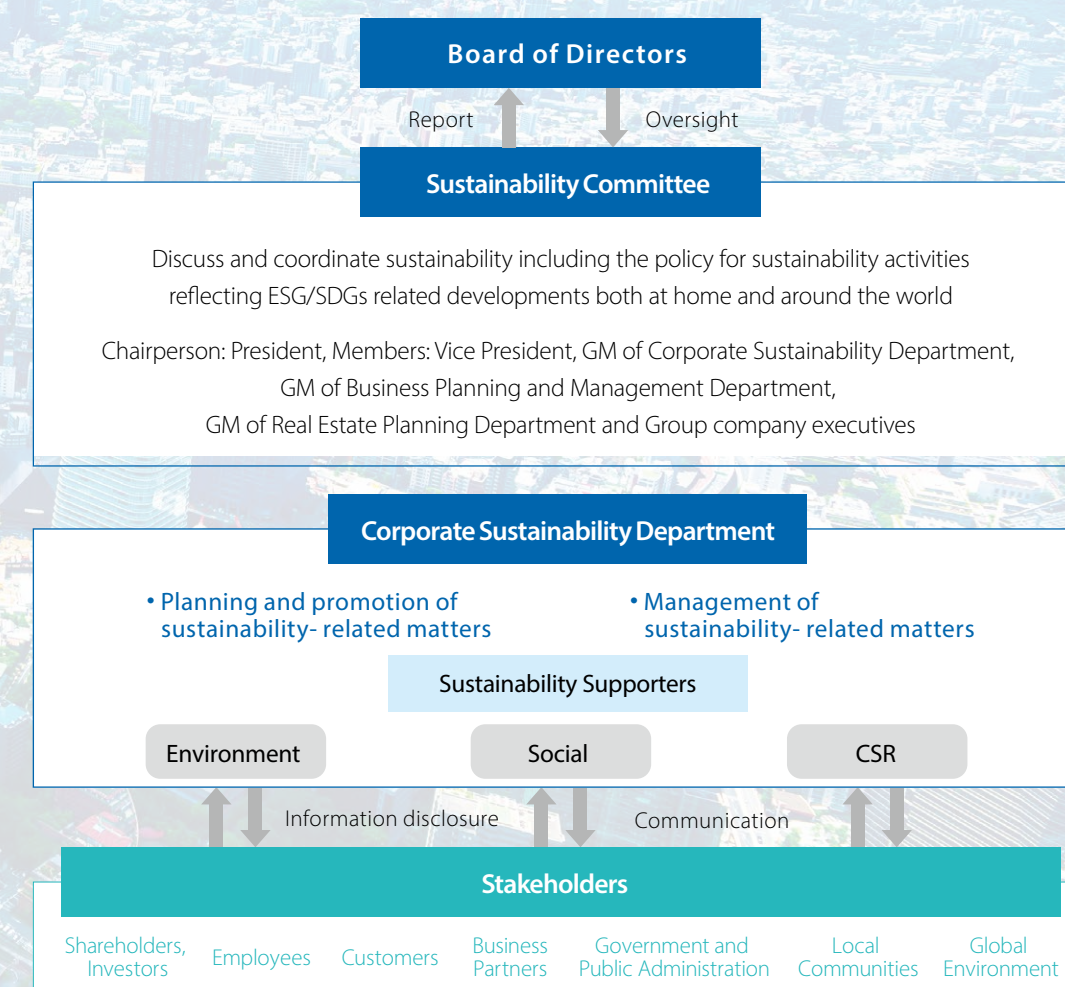 Board of Directors
Report
Oversight
Sustainability Committee
Discuss and coordinate sustainability including the policy for sustainability activities
reflecting ESG/SDGs related developments both at home and around the world
Chairperson: President, Members: Vice President, GM of Corporate Sustainability Department,
GM of Business Planning and Management Department,
GM of Real Estate Planning Department and Group company executives
Corporate Sustainability Department
• Planning and promotion of
sustainability- related matters
• Management of
sustainability- related matters
Sustainability Supporters
Environment
Social
CSR
Information disclosure
Communication
Stakeholders
Shareholders,
Investors
Employees
Customers
Business
Partners
Government and
Public Administration
Local
Communities
Global
Environment